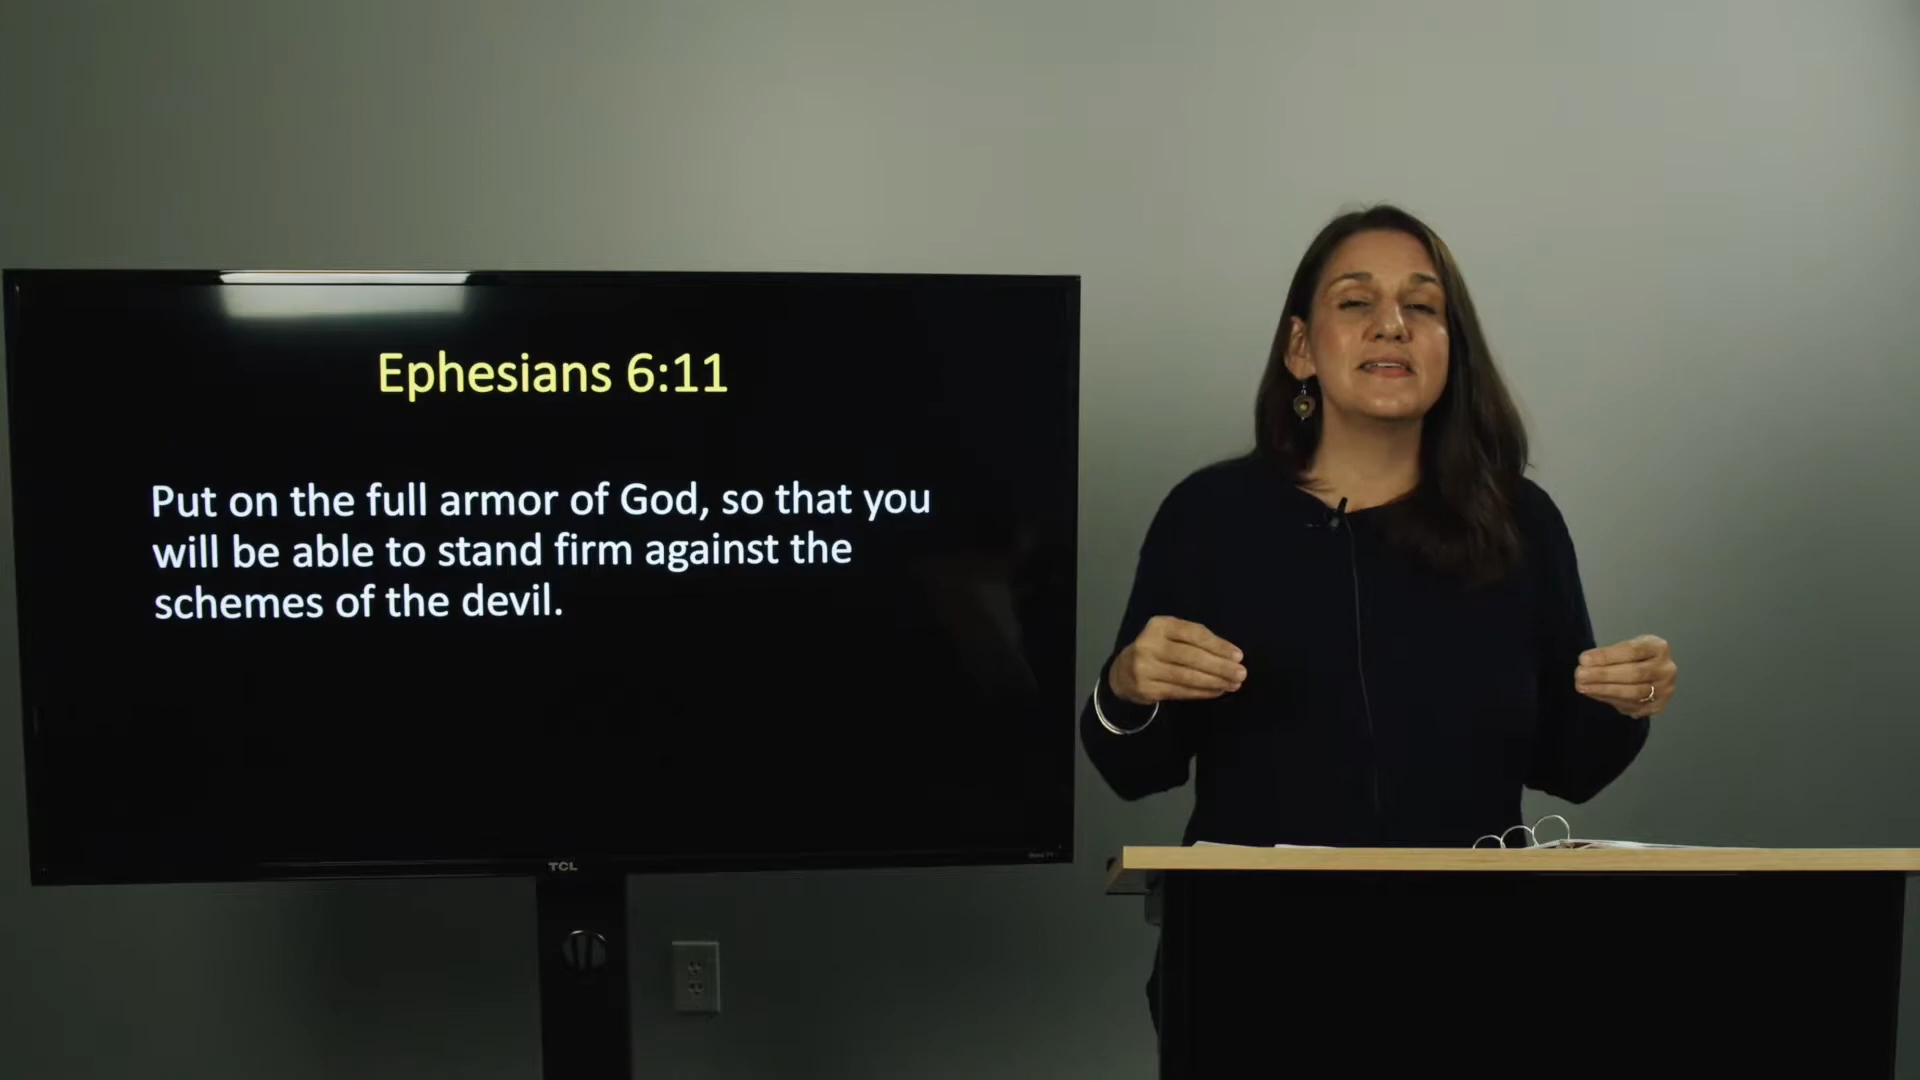 Ephesians 6:11
Put on the full armor of God, so that you
will be able to stand firm against the
schemes of the devil.
TCL